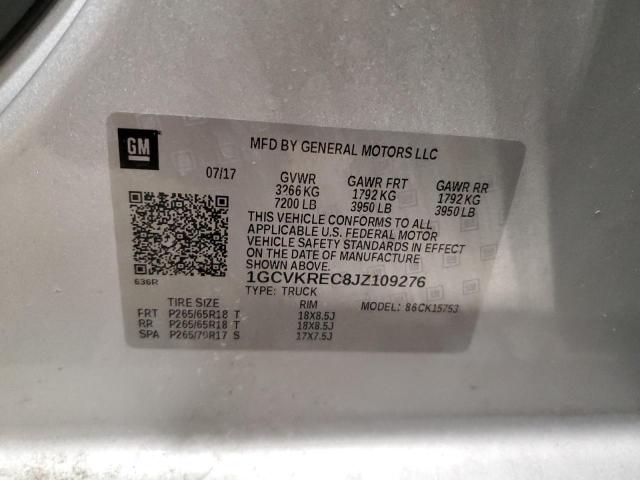 GM
MFD BY GENERAL MOTORS LLC
07/17 GVWR GAWR FRT GAWR RR
3266 KG 1792 KG 1792 KG
7200 LB 3950 LB 3950 LB
THIS VEHICLE CONFORMS TO ALL
APPLICABLE U.S. FEDERAL MOTOR
VEHICLE SAFETY STANDARDS IN EFFECT
ON THE DATE OF MANUFACTURE
SHOWN ABOVE.
636R 1GCVKREC8JZ109276
TYPE: TRUCK
TIRE SIZE RIM MODEL: 86CK15753
FRT P265/65R18 T 18X8.5J
RR P265/65R18 T 18X8.5J
SPA P265/70R17 S 17X7.5J